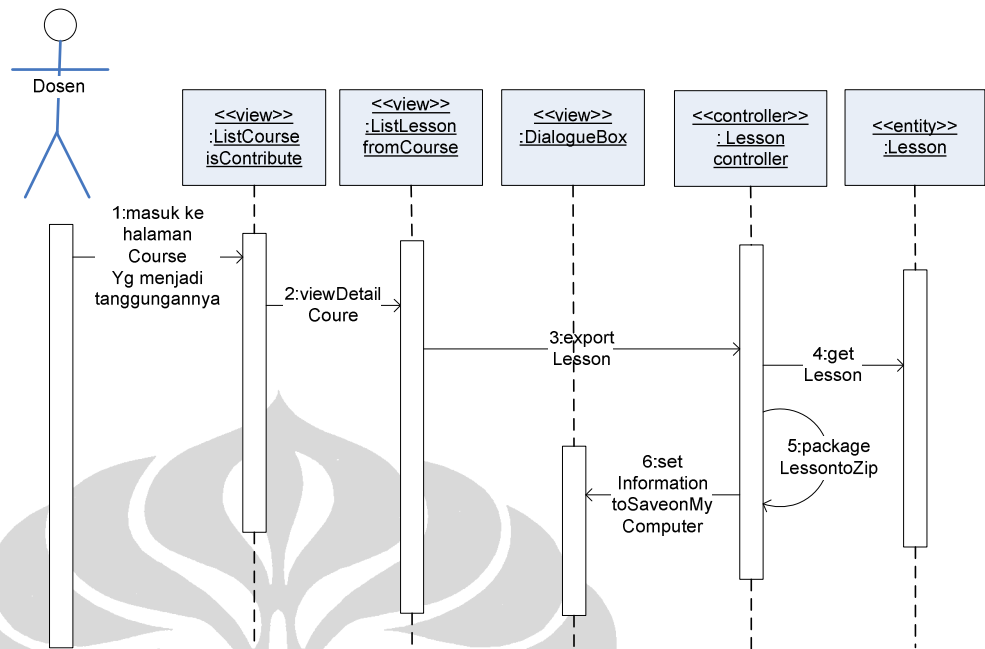 Dosen
<<view>>
:ListCourse
isContribute
<<view>>
:ListLesson
fromCourse
<<view>>
:DialogueBox
<<controller>>
: Lesson
controller
<<entity>>
:Lesson
1:masuk ke
halaman
Course
Yg menjadi
tanggungannya
2:viewDetail
Coure
3:export
Lesson
4:get
Lesson
5:package
LessontoZip
6:set
Information
toSaveonMy
Computer